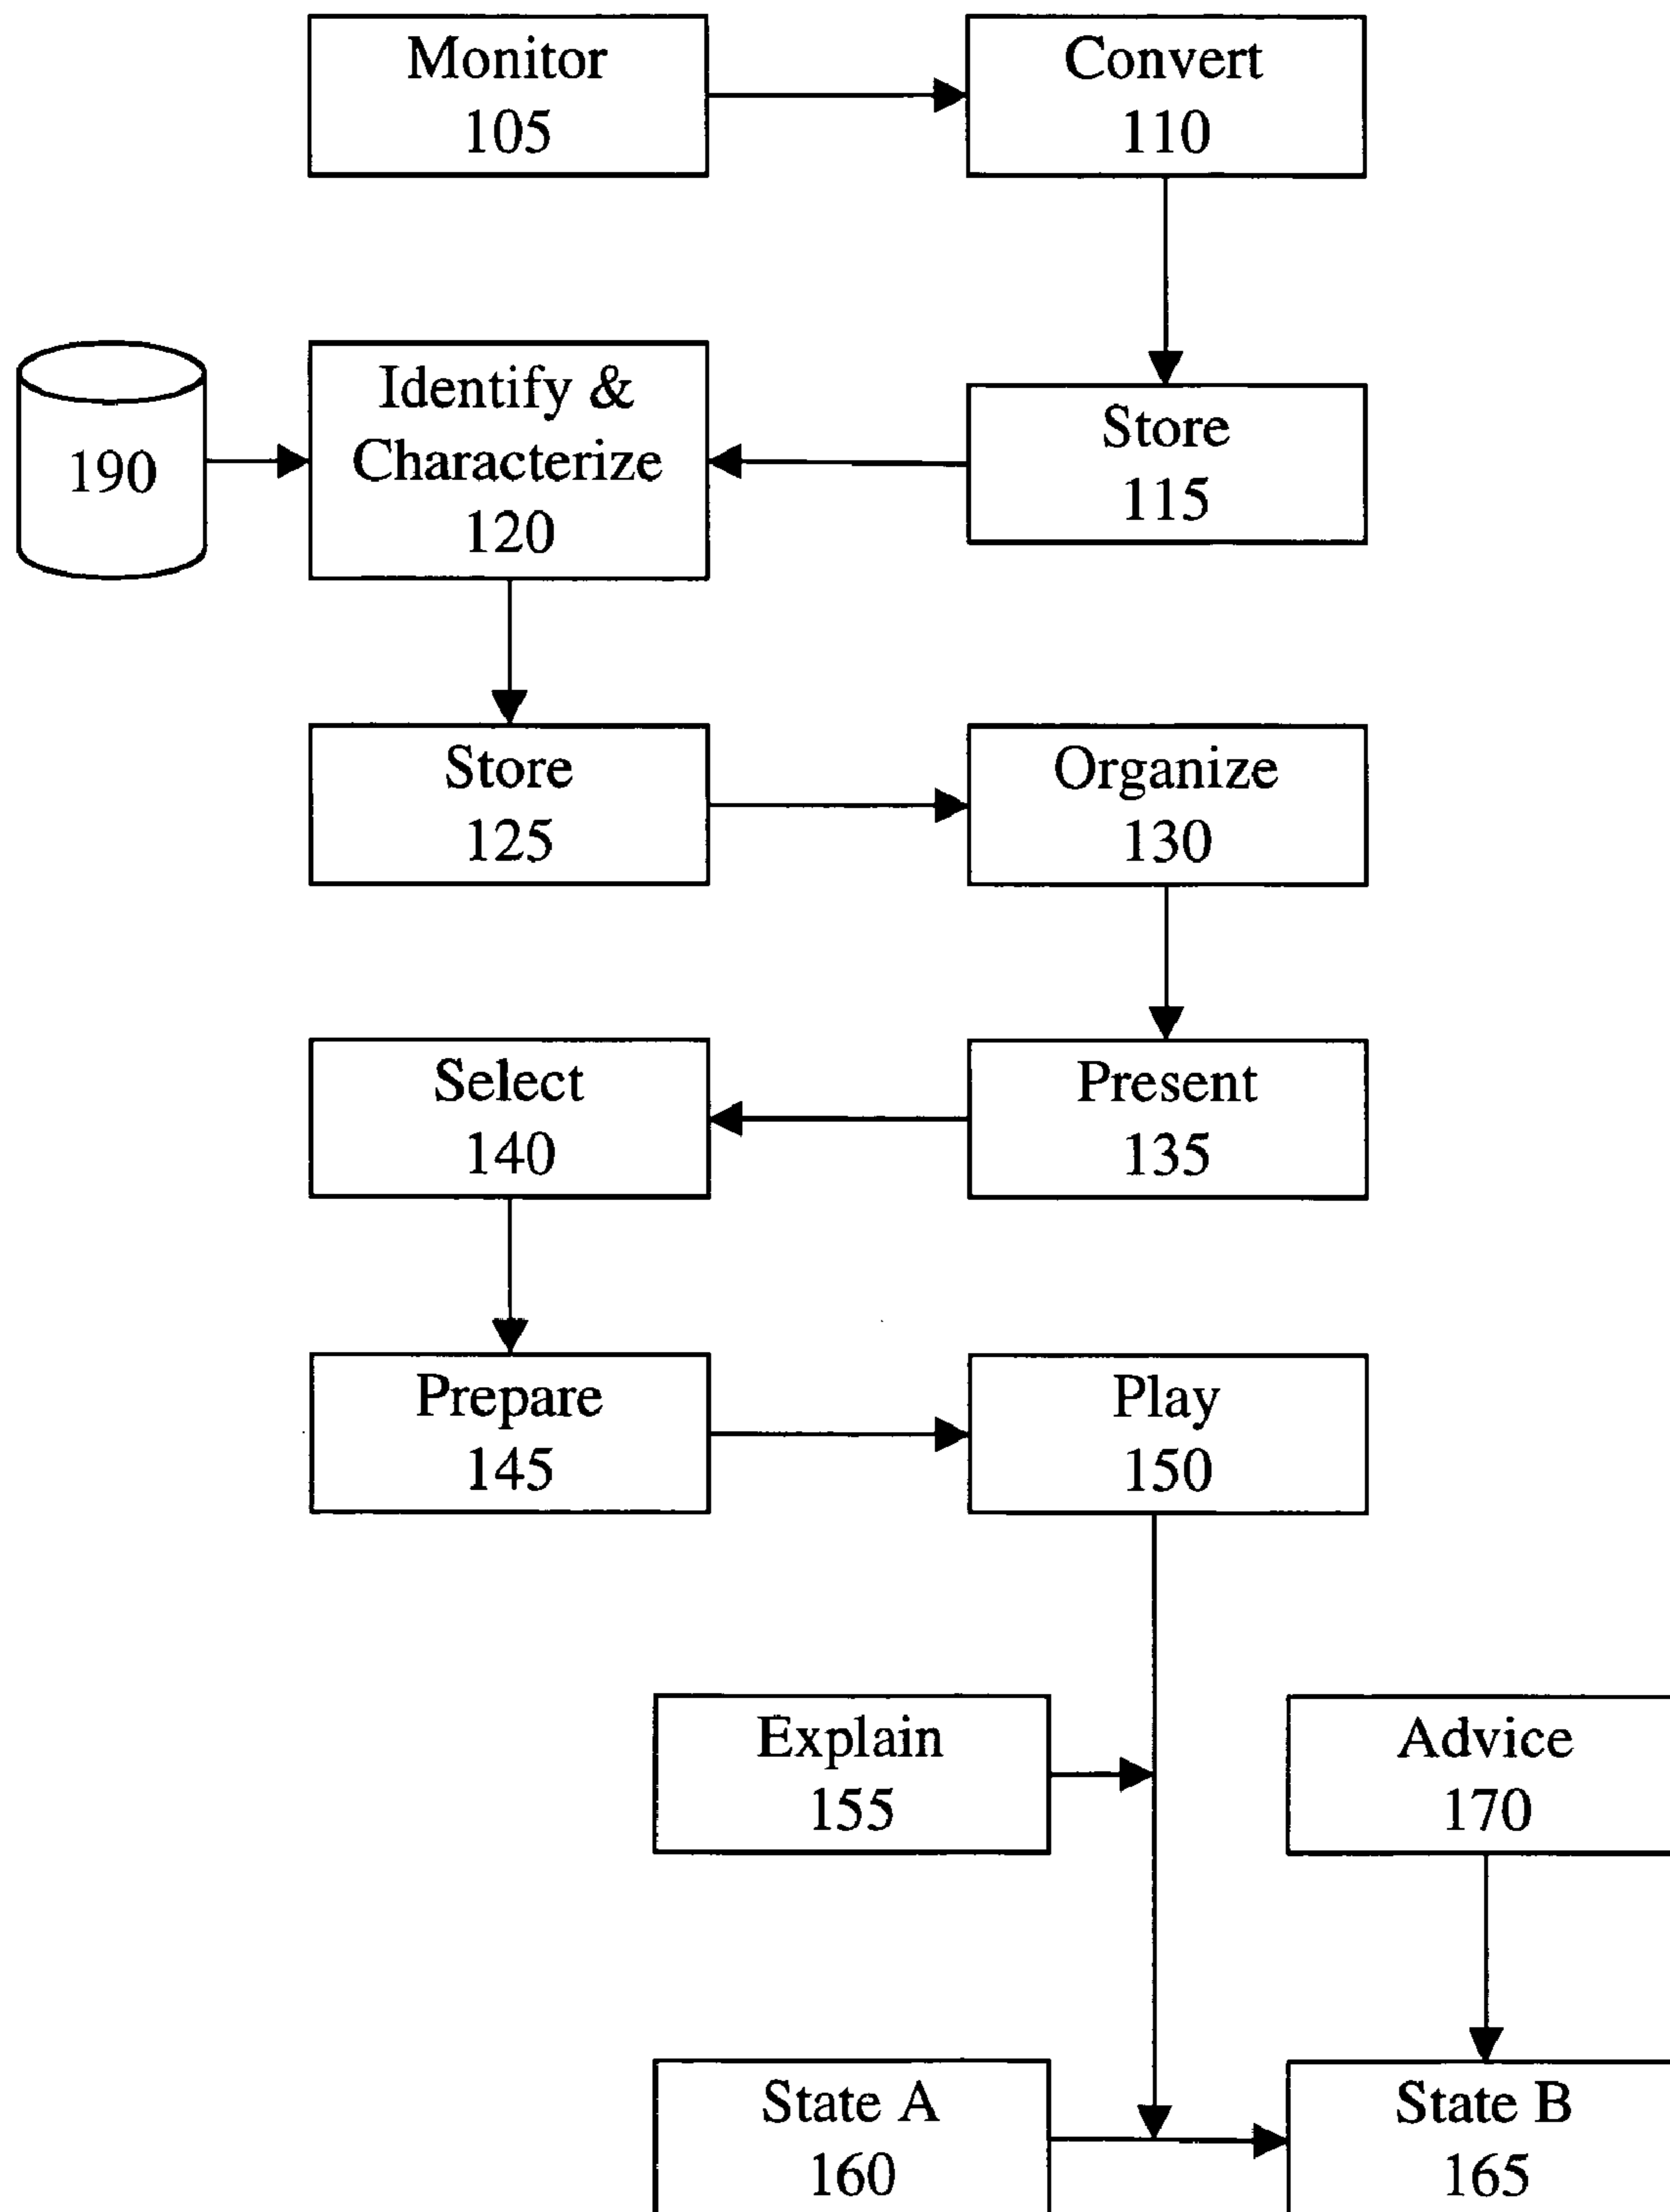 Monitor
105
Convert
110
190
Identify &
Characterize
120
Store
115
Store
125
Organize
130
Select
140
Present
135
Prepare
145
Play
150
Explain
155
Advice
170
State A
160
State B
165